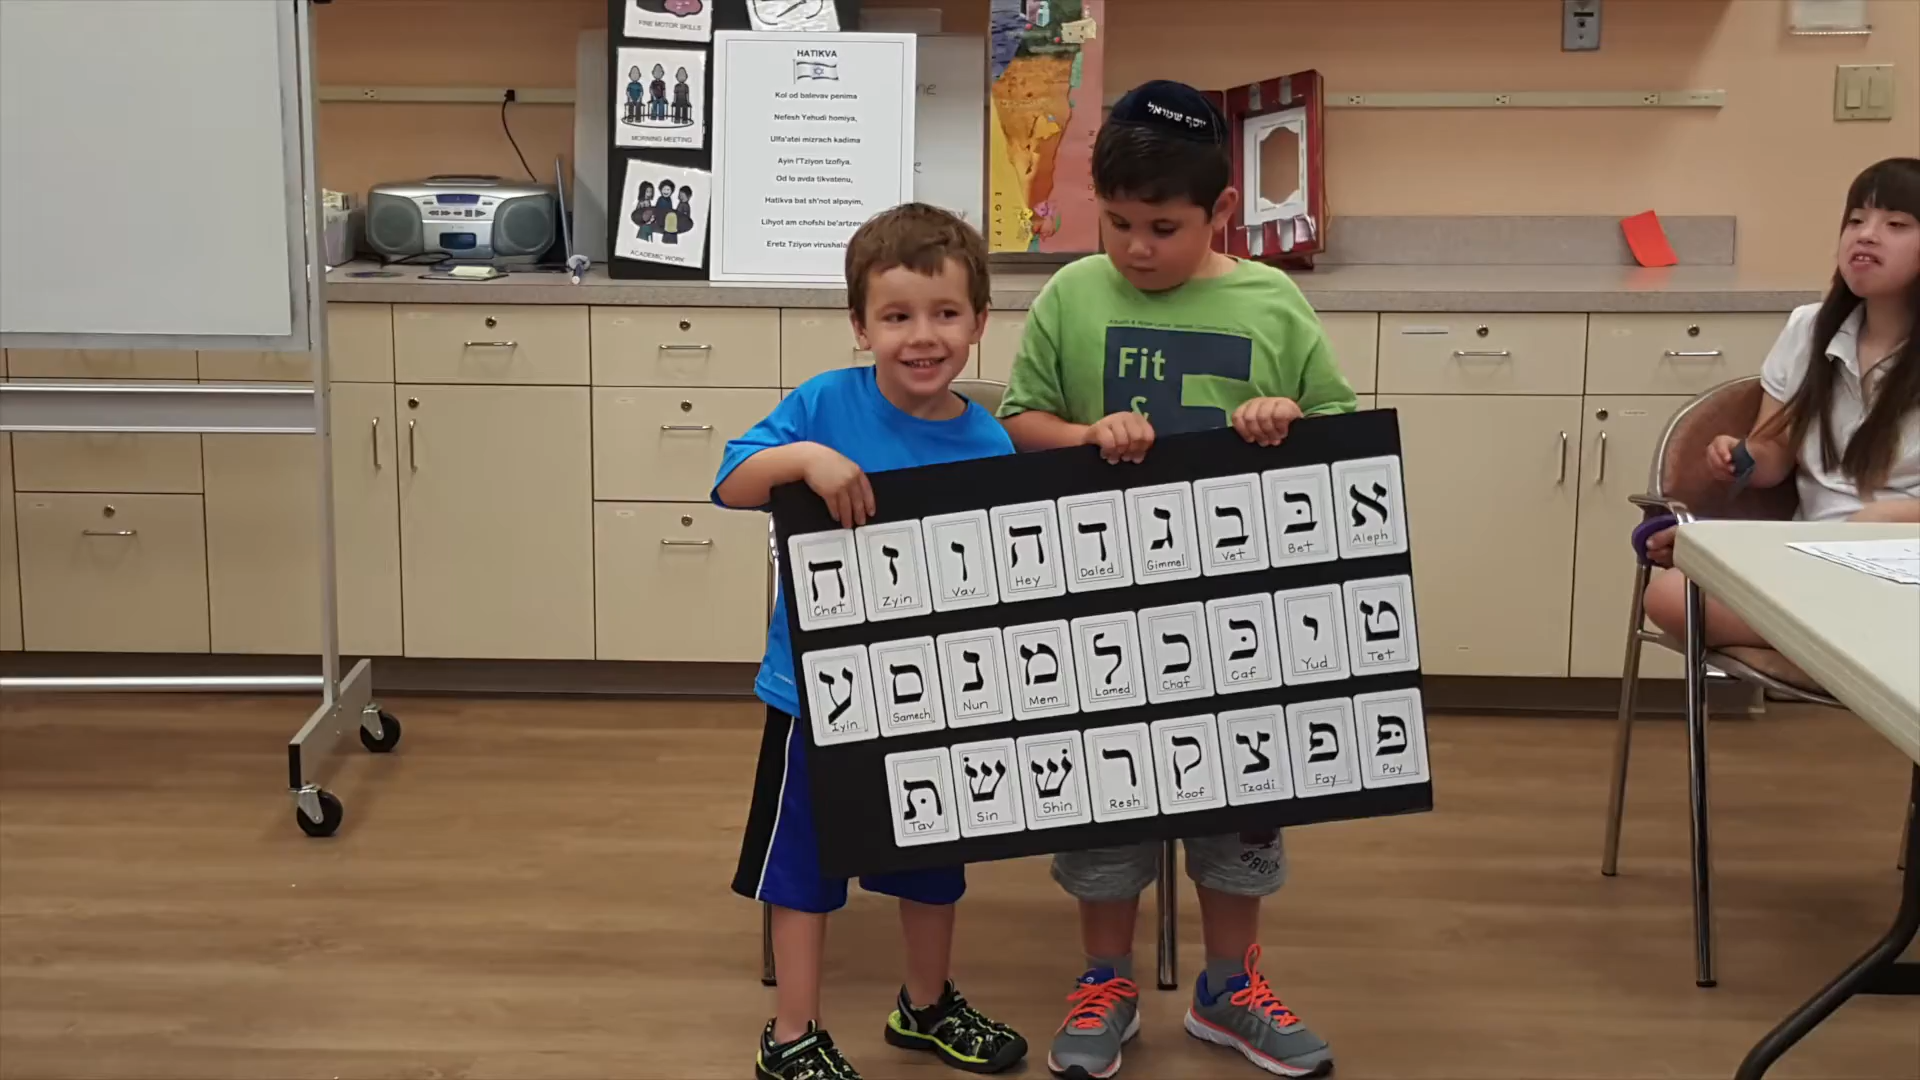 FINE MOTOR SKILLS
MORNING MEETING
ACADEMIC WORK
HATIKVA
Kol od balevav penima
Nefesh Yehudi homiya,
Ulfa'atei mizrach kadima
Ayin l'Tziyon tzofiya.
Od lo avda tikvatenu,
Hatikva bat sh'not alpayim,
Lihyot am chofshi be'artzenu
Eretz Tziyon virushala
EGYPT
יוסף שמואל
Fit
&
א בּ ב ג ד ה ו ז ח
Aleph Bet Vet Gimmel Daled Hey Vav Zyin Chet
ט י כּ כ ל מ נ ס ע
Tet Yud Caf Chaf Lamed Mem Nun Samech Iyin
פּ פ צ ק ר שׁ שׂ תּ
Pay Fay Tzadi Koof Resh Shin Sin Tav